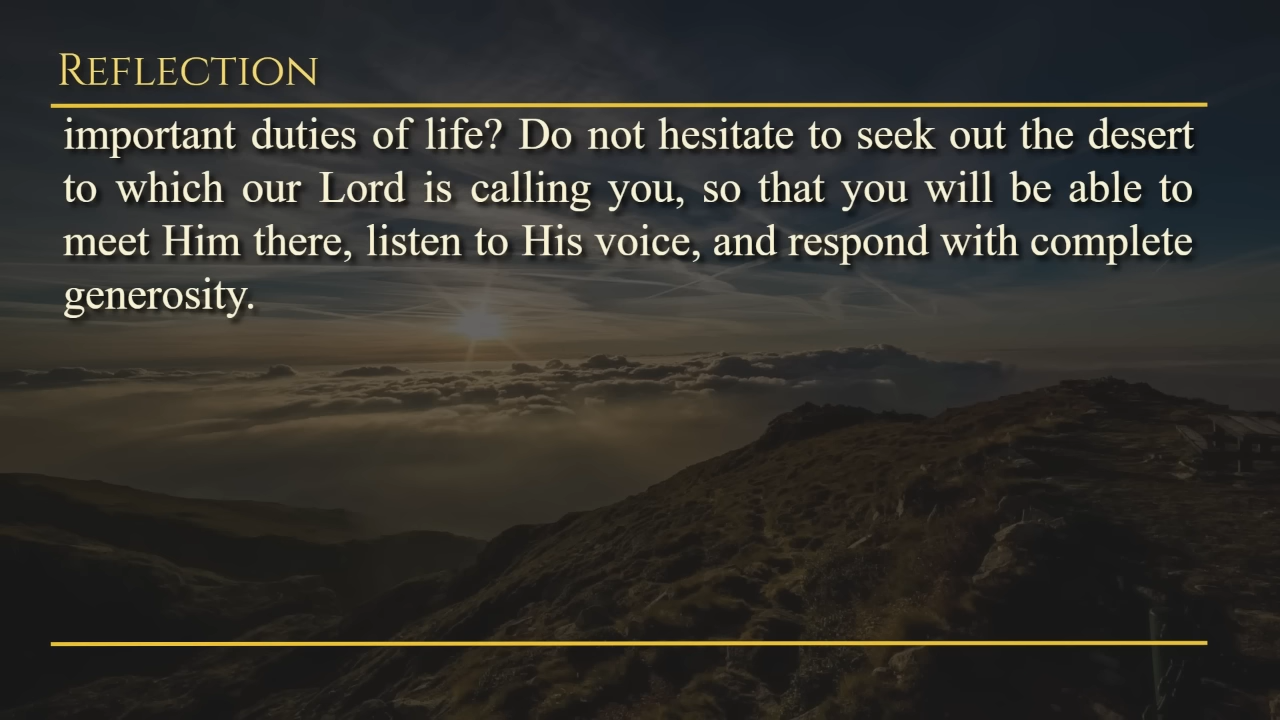 Reflection
important duties of life? Do not hesitate to seek out the desert
to which our Lord is calling you, so that you will be able to
meet Him there, listen to His voice, and respond with complete
generosity.